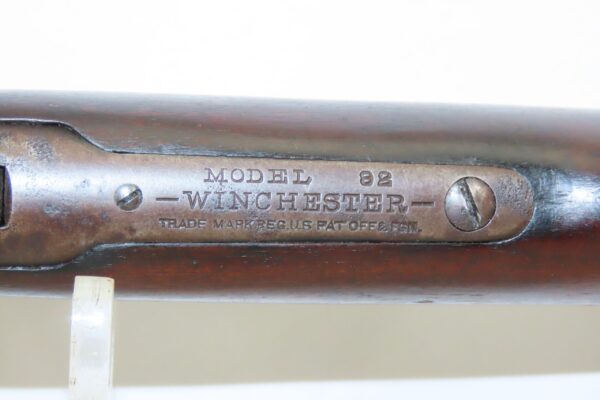 MODEL 92
—WINCHESTER—
TRADE MARK REG. U.S. PAT. OFF & FGN.